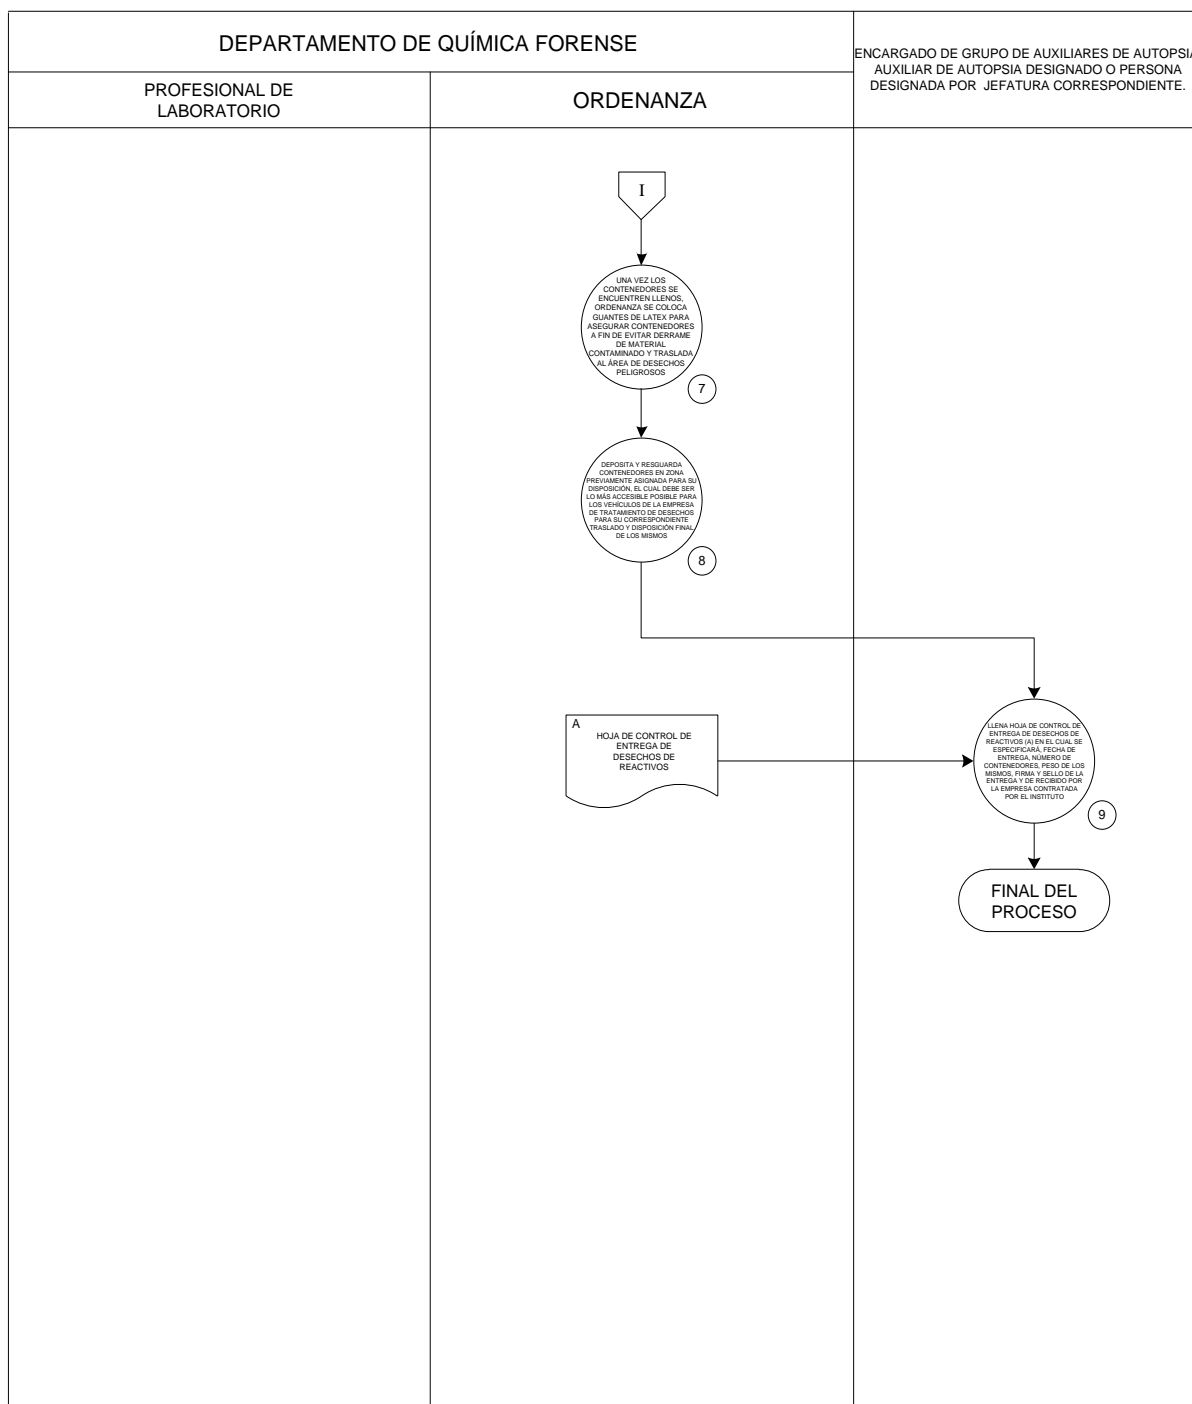 DEPARTAMENTO DE QUÍMICA FORENSE
ENCARGADO DE GRUPO DE AUXILIARES DE AUTOPSIA
AUXILIAR DE AUTOPSIA DESIGNADO O PERSONA
DESIGNADA POR JEFATURA CORRESPONDIENTE.
PROFESIONAL DE
LABORATORIO
ORDENANZA
I
UNA VEZ LOS
CONTENEDORES SE
ENCUENTREN LLENOS,
ORDENANZA SE COLOCA
GUANTES DE LATEX PARA
ASEGURAR CONTENEDORES
A FIN DE EVITAR DERRAME
DE MATERIAL
CONTAMINADO Y TRASLADA
AL ÁREA DE DESECHOS
PELIGROSOS
7
DEPOSITA Y RESGUARDA
CONTENEDORES EN ZONA
PREVIAMENTE ASIGNADA PARA SU
DISPOSICIÓN, EL CUAL DEBE SER
LO MÁS ACCESIBLE POSIBLE PARA
LOS VEHÍCULOS DE LA EMPRESA
DE TRATAMIENTO DE DESECHOS
PARA SU CORRESPONDIENTE
TRASLADO Y DISPOSICIÓN FINAL
DE LOS MISMOS
8
A
HOJA DE CONTROL DE
ENTREGA DE
DESECHOS DE
REACTIVOS
LLENA HOJA DE CONTROL DE
ENTREGA DE DESECHOS DE
REACTIVOS (A) EN EL CUAL SE
ESPECIFICARÁ, FECHA DE
ENTREGA, NÚMERO DE
CONTENEDORES, PESO DE LOS
MISMOS, FIRMA Y SELLO DE LA
ENTREGA Y DE RECIBIDO POR
LA EMPRESA CONTRATADA
POR EL INSTITUTO
9
FINAL DEL
PROCESO